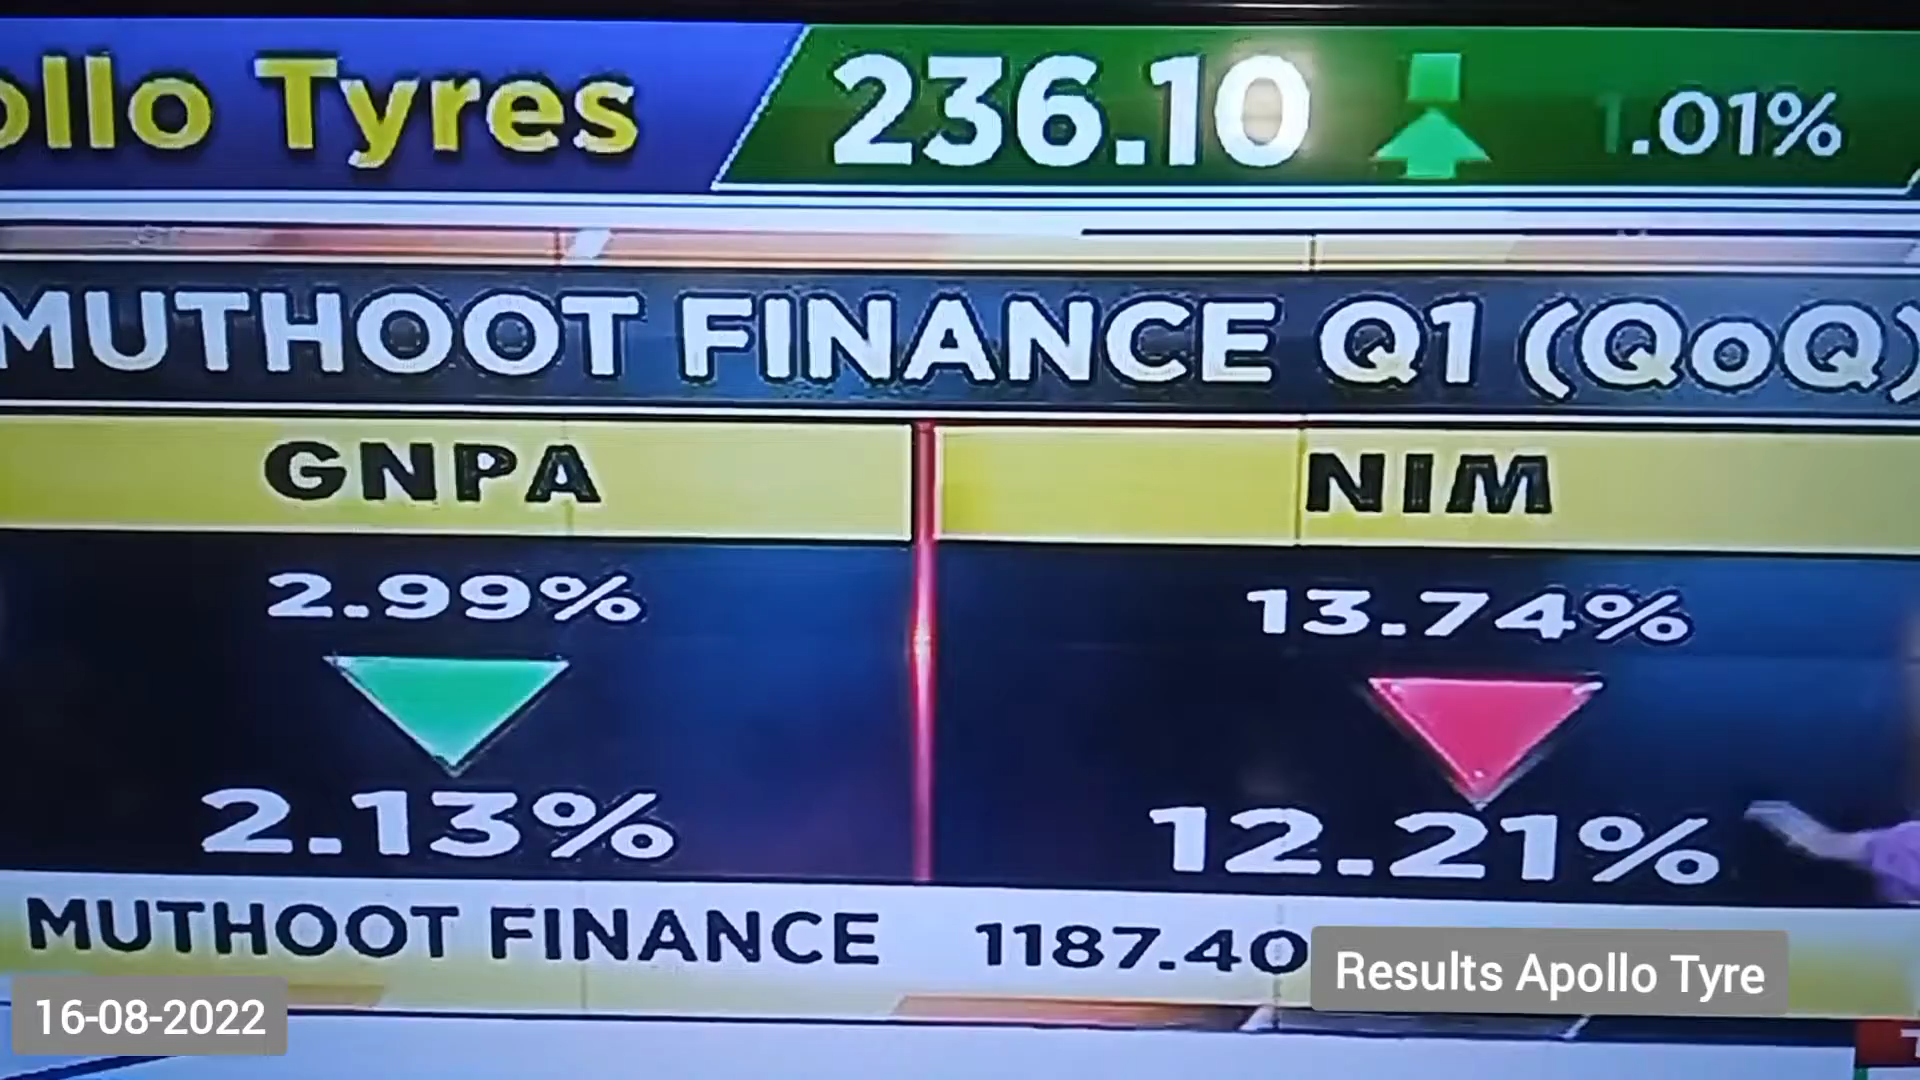 Tyres 236.10 .01%
MUTHOOT FINANCE Q1 (QoQ)
GNPA NIM
2.99% 13.74%
2.13% 12.21%
MUTHOOT FINANCE 1187.40
Results Apollo Tyre
16-08-2022